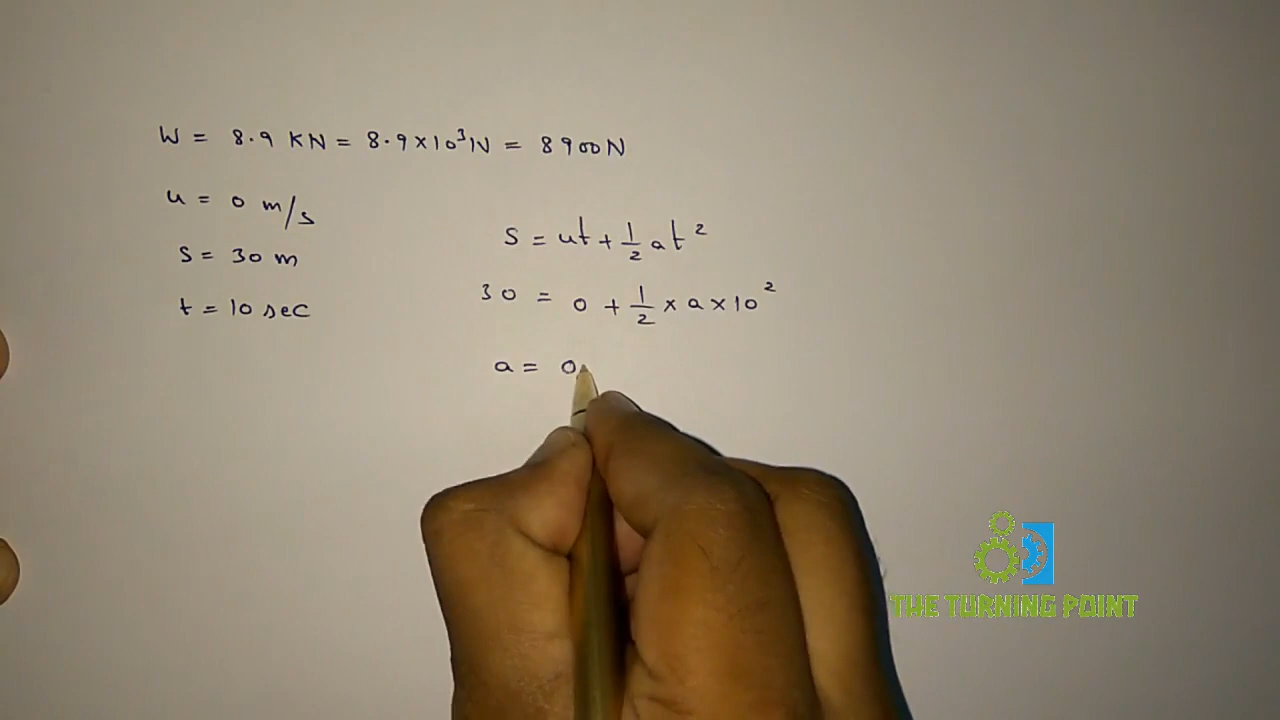 W = 8.9 KN = 8.9×10³N = 8900N
u = 0 m/s
s = 30 m
t = 10 sec
s = ut + 1/2 at²
30 = 0 + 1/2 × a × 10²
a = 0
THE TURNING POINT